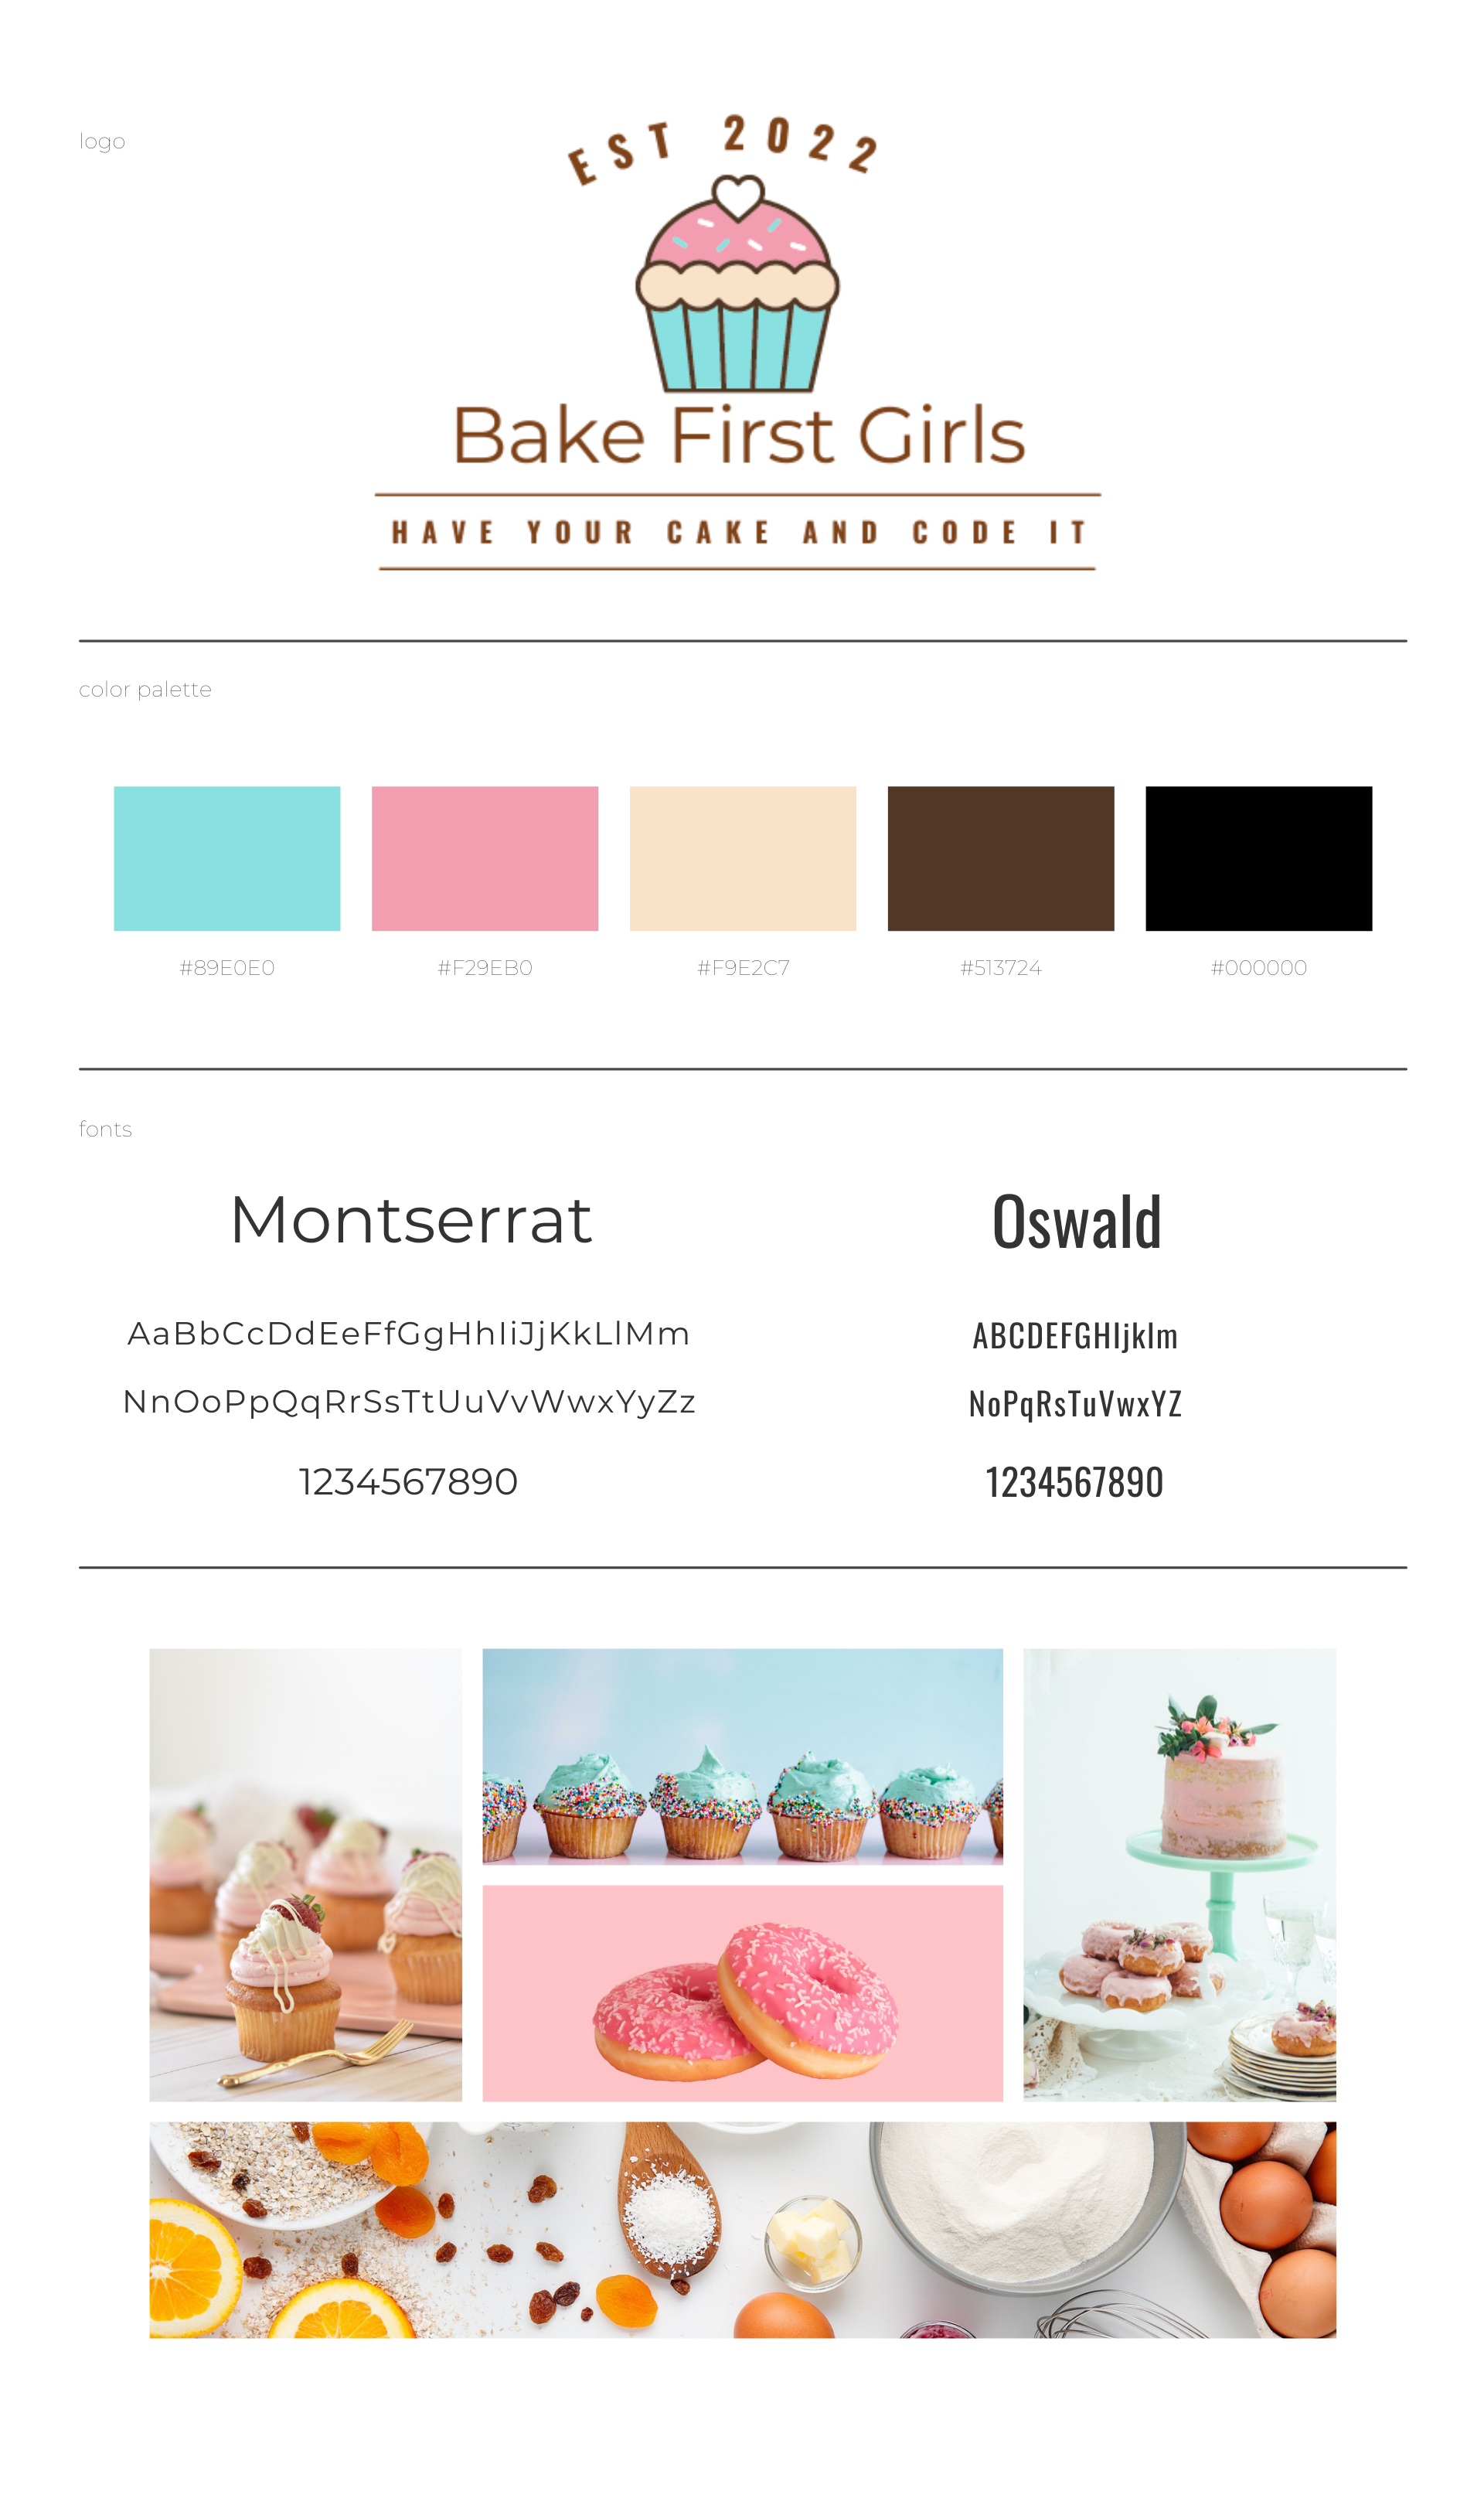 logo
EST 2022
Bake First Girls
HAVE YOUR CAKE AND CODE IT
color palette
#89E0E0 #F29EB0 #F9E2C7 #513724 #000000
fonts
Montserrat Oswald
AaBbCcDdEeFfGgHhIiJjKkLlMm ABCDEFGHIjklm
NnOoPpQqRrSsTtUuVvWwxYyZz NoPqRsTuVwxYZ
1234567890 1234567890